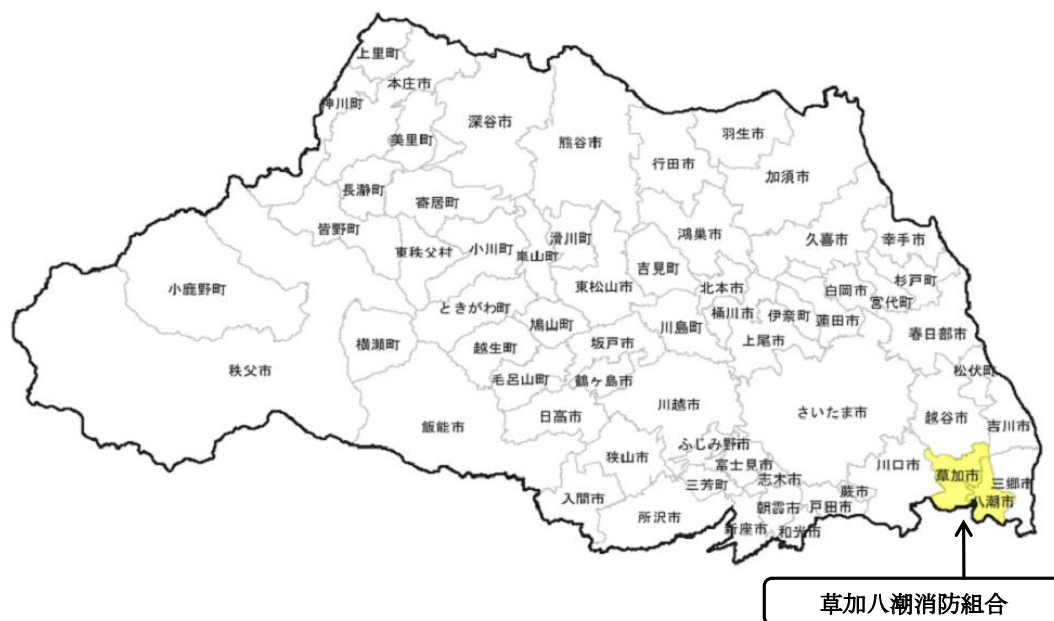 上里町
本庄市
神川町
美里町
深谷市
熊谷市
行田市
羽生市
加須市
長瀞町
寄居町
皆野町
東秩父村
小川町
嵐山町
滑川町
東松山市
吉見町
鴻巣市
久喜市
幸手市
杉戸町
宮代町
白岡市
北本市
桶川市
伊奈町
蓮田市
春日部市
小鹿野町
秩父市
横瀬町
ときがわ町
鳩山町
越生町
毛呂山町
坂戸市
鶴ヶ島市
川島町
上尾市
松伏町
飯能市
日高市
川越市
さいたま市
越谷市
吉川市
狭山市
ふじみ野市
富士見市
三芳町
志木市
川口市
草加市
三郷市
八潮市
入間市
所沢市
朝霞市
新座市
和光市
戸田市
蕨市
草加八潮消防組合